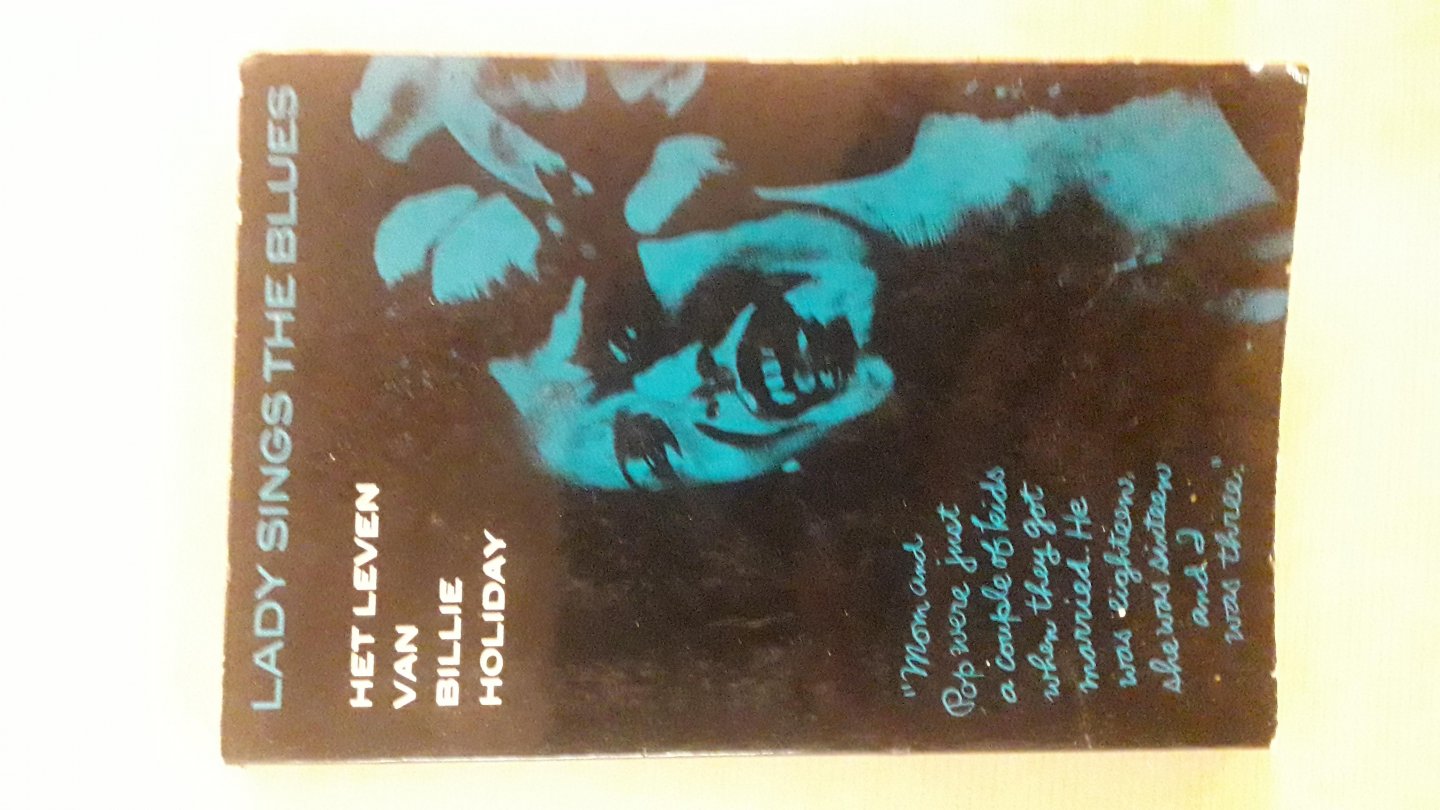 LADY SINGS THE BLUES
HET LEVEN
VAN
BILLIE
HOLIDAY
"Mom and
Pop were just
a couple of kids
when they got
married. He
was eighteen,
she was sixteen
and I
was three."